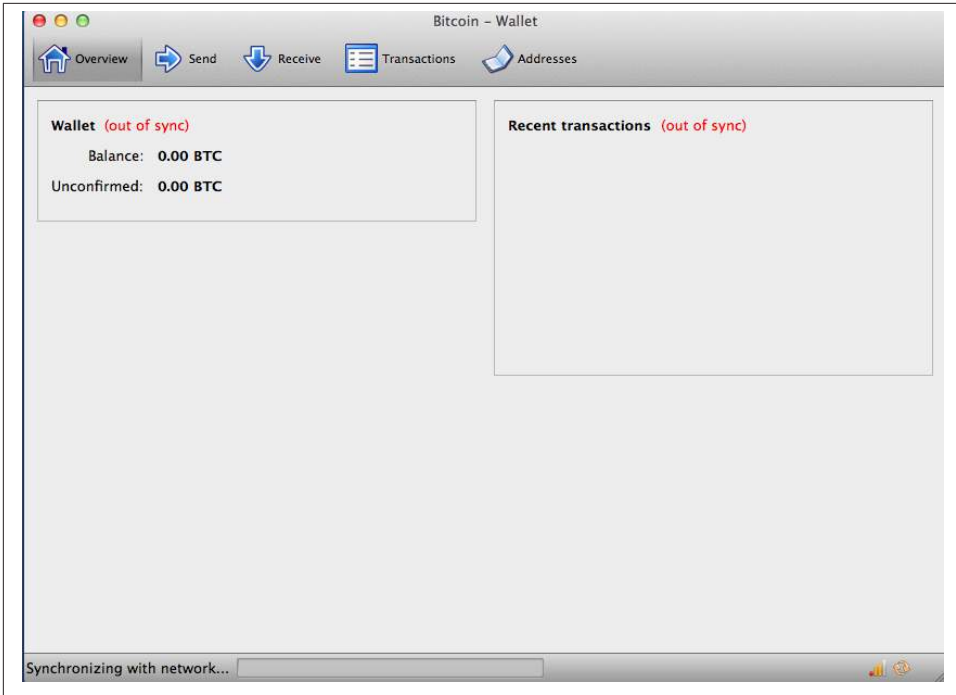 Bitcoin – Wallet
Overview Send Receive Transactions Addresses
Wallet (out of sync)
Balance: 0.00 BTC
Unconfirmed: 0.00 BTC
Recent transactions (out of sync)
Synchronizing with network...